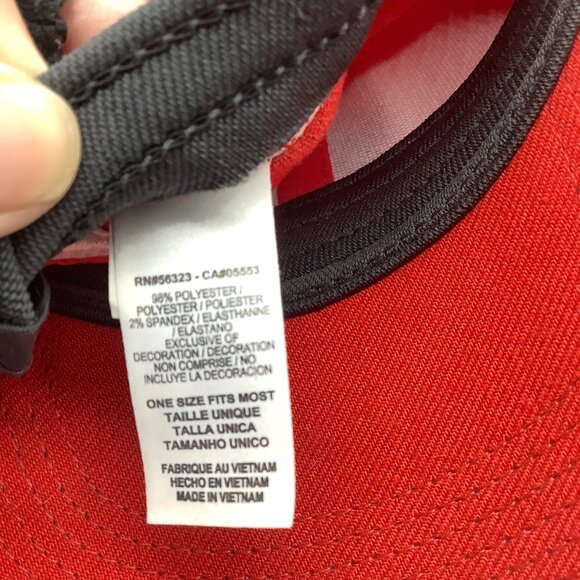 RN#56323 - CA#05553
98% POLYESTER /
POLYESTER / POLIESTER
2% SPANDEX / ELASTHANNE
/ ELASTANO
EXCLUSIVE OF
DECORATION / DECORATION
NON COMPRISE / NO
INCLUYE LA DECORACION
ONE SIZE FITS MOST
TAILLE UNIQUE
TALLA UNICA
TAMANHO UNICO
FABRIQUE AU VIETNAM
HECHO EN VIETNAM
MADE IN VIETNAM